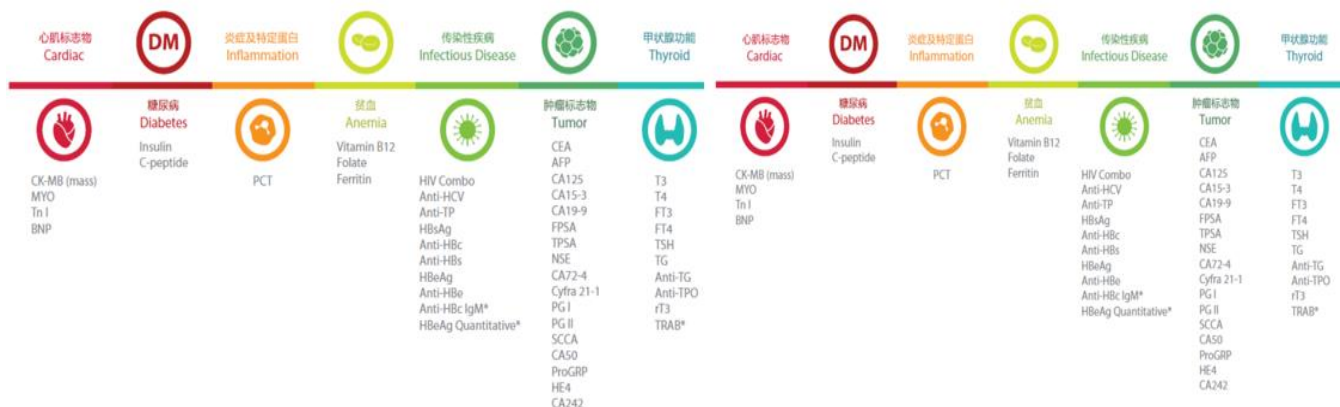 心肌标志物
Cardiac
CK-MB (mass)
MYO
Tn I
BNP
DM
糖尿病
Diabetes
Insulin
C-peptide
炎症及特定蛋白
Inflammation
PCT
贫血
Anemia
Vitamin B12
Folate
Ferritin
传染性疾病
Infectious Disease
HIV Combo
Anti-HCV
Anti-TP
HBsAg
Anti-HBc
Anti-HBs
HBeAg
Anti-HBe
Anti-HBc IgM*
HBeAg Quantitative*
肿瘤标志物
Tumor
CEA
AFP
CA125
CA15-3
CA19-9
FPSA
TPSA
NSE
CA72-4
Cyfra 21-1
PG I
PG II
SCCA
CA50
ProGRP
HE4
CA242
甲状腺功能
Thyroid
T3
T4
FT3
FT4
TSH
TG
Anti-TG
Anti-TPO
rT3
TRAB*
心肌标志物
Cardiac
CK-MB (mass)
MYO
Tn I
BNP
DM
糖尿病
Diabetes
Insulin
C-peptide
炎症及特定蛋白
Inflammation
PCT
贫血
Anemia
Vitamin B12
Folate
Ferritin
传染性疾病
Infectious Disease
HIV Combo
Anti-HCV
Anti-TP
HBsAg
Anti-HBc
Anti-HBs
HBeAg
Anti-HBe
Anti-HBc IgM*
HBeAg Quantitative*
肿瘤标志物
Tumor
CEA
AFP
CA125
CA15-3
CA19-9
FPSA
TPSA
NSE
CA72-4
Cyfra 21-1
PG I
PG II
SCCA
CA50
ProGRP
HE4
CA242
甲状腺功能
Thyroid
T3
T4
FT3
FT4
TSH
TG
Anti-TG
Anti-TPO
rT3
TRAB*